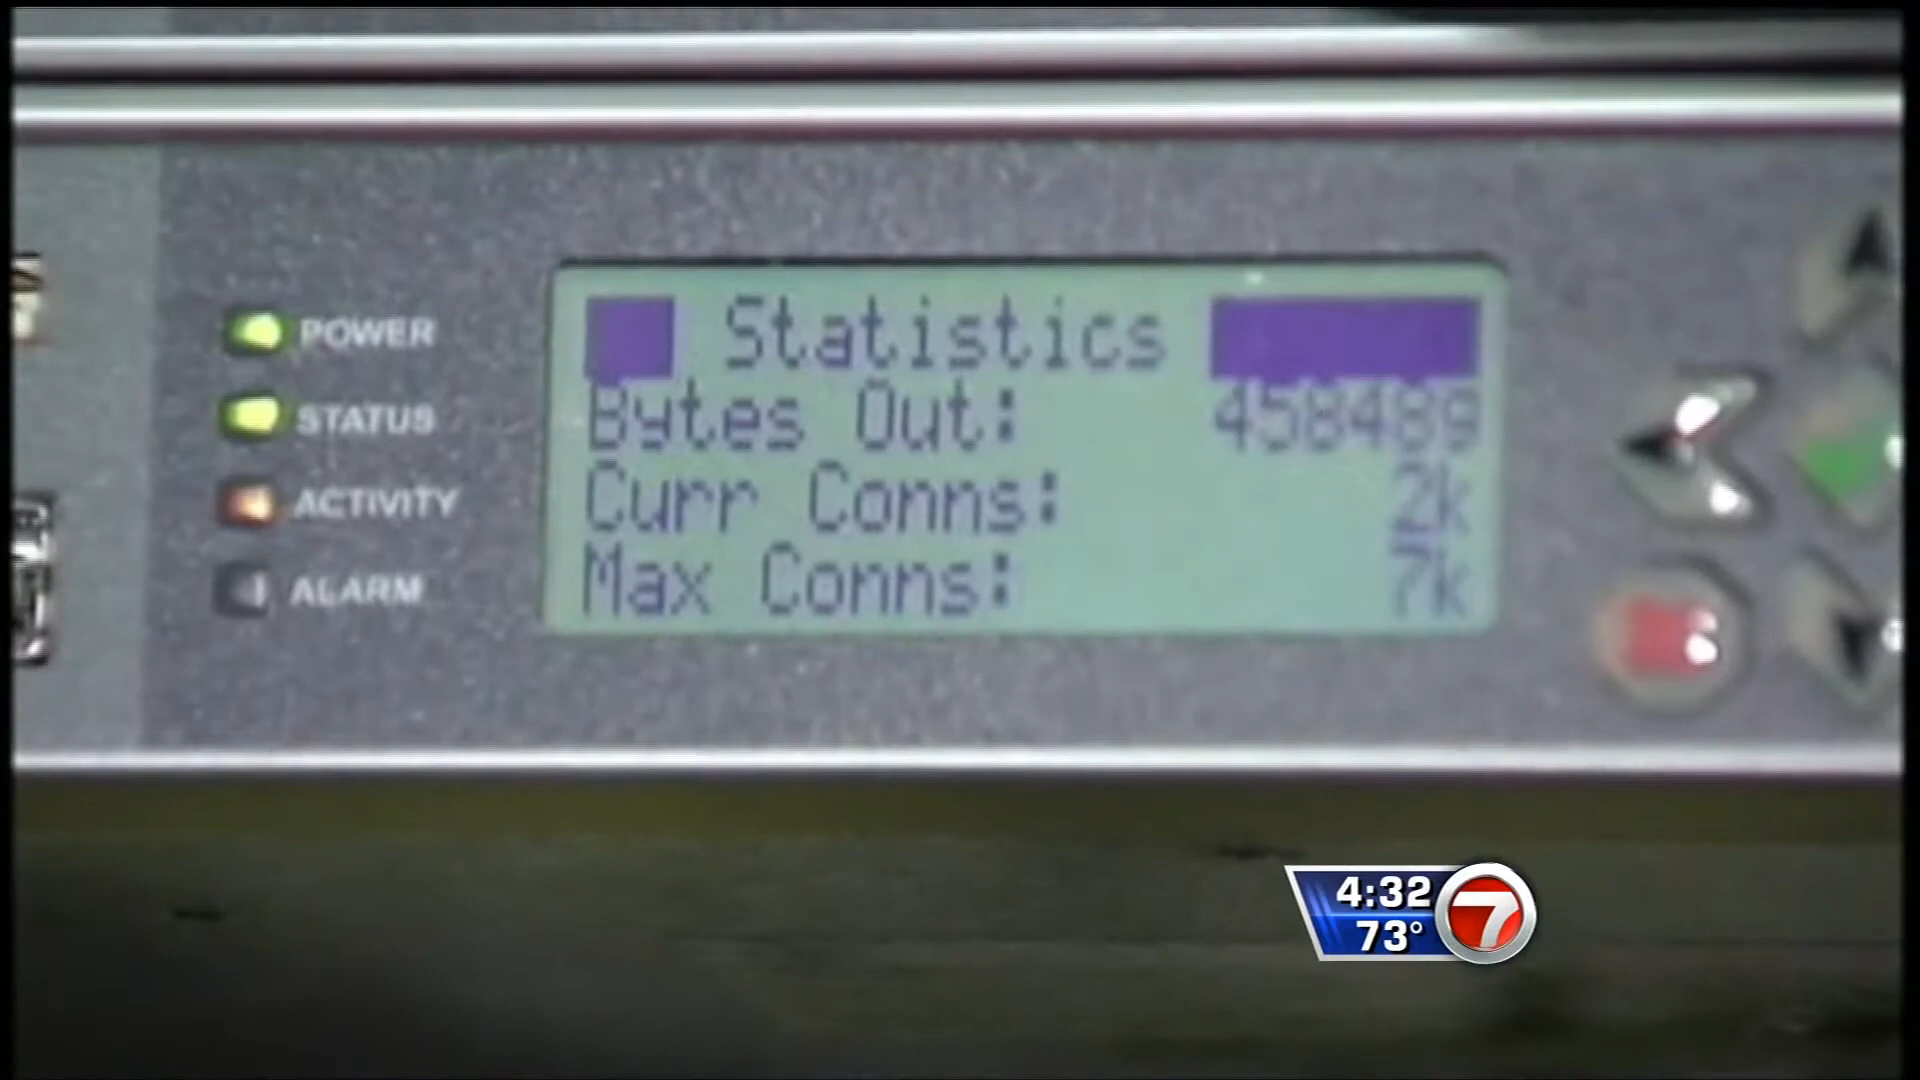 POWER
STATUS
ACTIVITY
ALARM
Statistics
Bytes Out: 458489
Curr Conns: 2k
Max Conns: 7k
4:32
73°
7